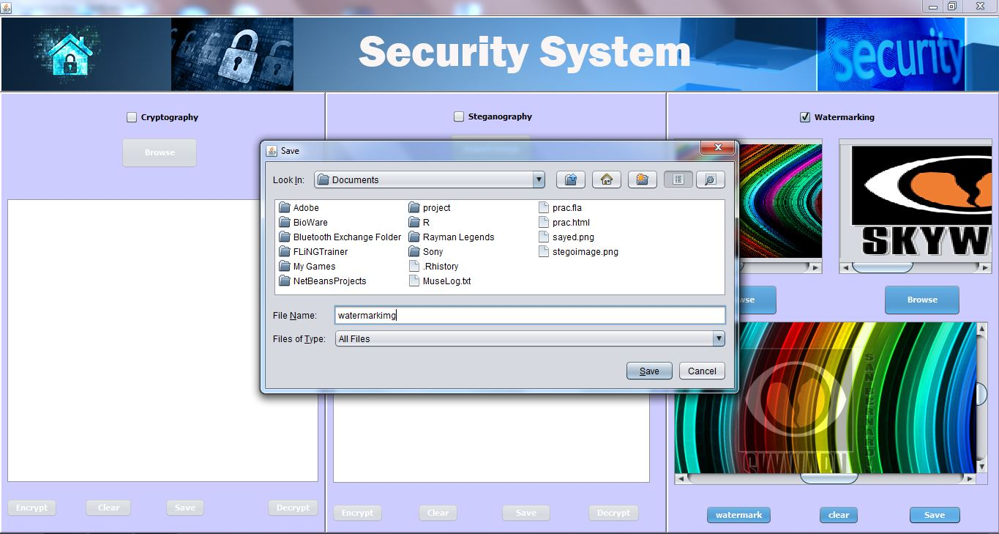 Security System
security
Cryptography
Steganography
Watermarking
Browse
Save
Look In: Documents
Adobe
BioWare
Bluetooth Exchange Folder
FLiNGTrainer
My Games
NetBeansProjects
project
R
Rayman Legends
Sony
.Rhistory
MuseLog.txt
prac.fla
prac.html
sayed.png
stegoimage.png
File Name: watermarkimg
Files of Type: All Files
Save Cancel
SKYW
wse
Browse
SKYWARN
Encrypt Clear Save Decrypt
Encrypt Clear Save Decrypt
watermark clear Save